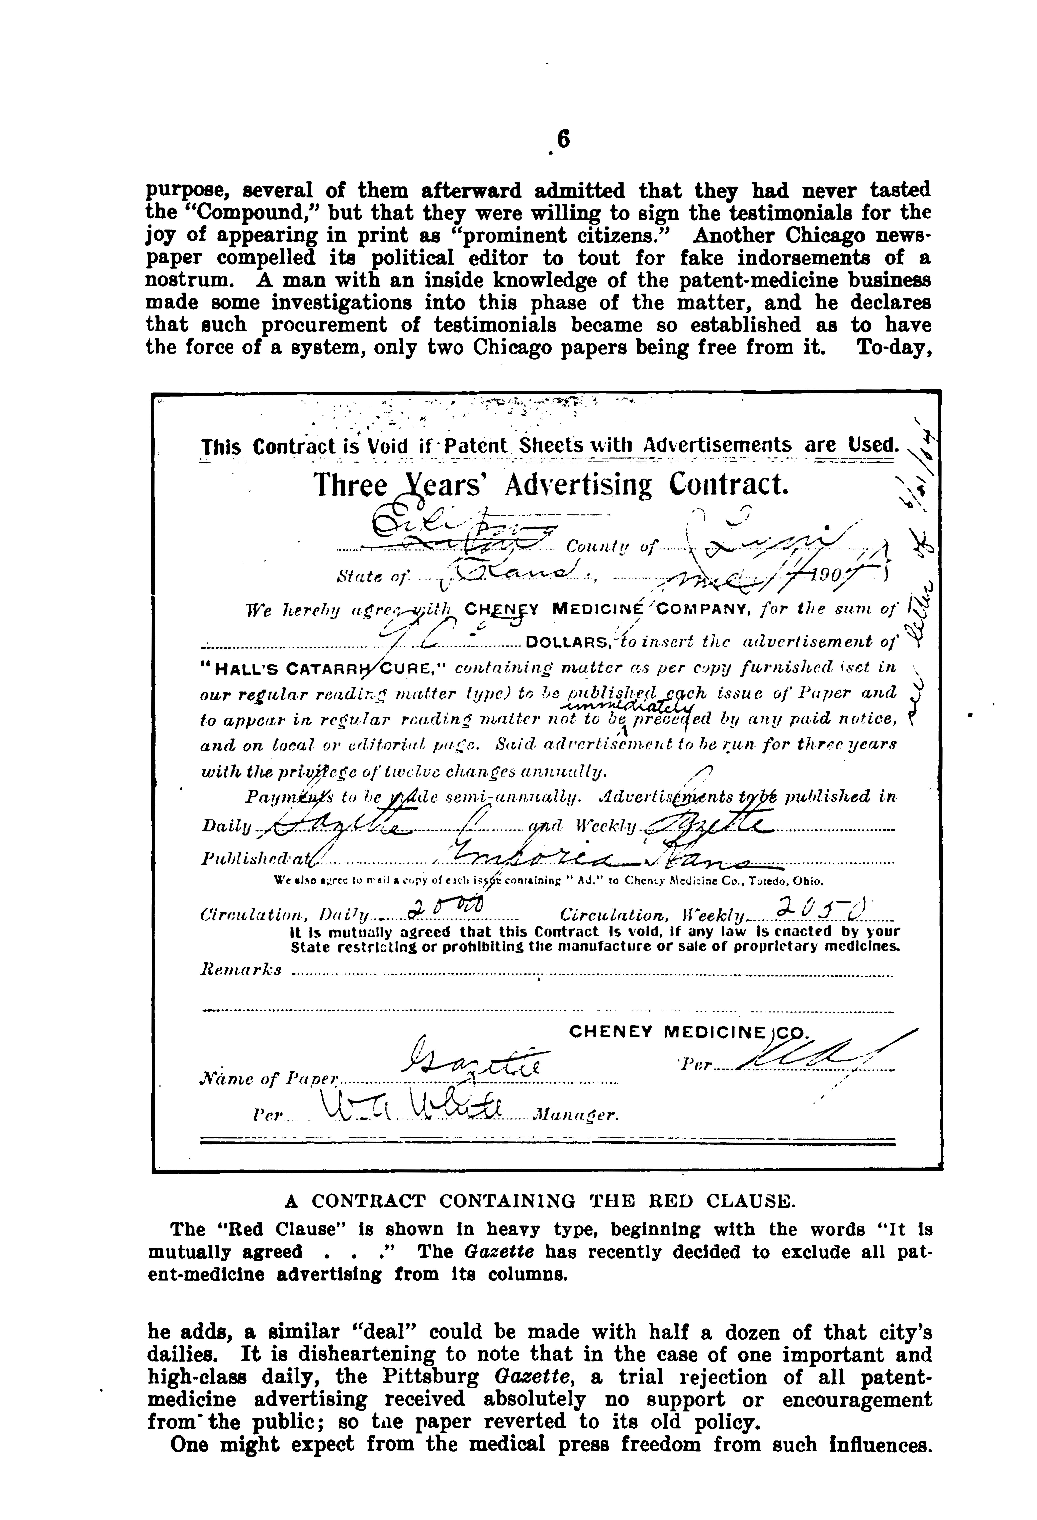 6
purpose, several of them afterward admitted that they had never tasted
the "Compound," but that they were willing to sign the testimonials for the
joy of appearing in print as "prominent citizens." Another Chicago news-
paper compelled its political editor to tout for fake indorsements of a
nostrum. A man with an inside knowledge of the patent-medicine business
made some investigations into this phase of the matter, and he declares
that such procurement of testimonials became so established as to have
the force of a system, only two Chicago papers being free from it. To-day,
This Contract is Void if Patent Sheets with Advertisements are Used.
Three Years' Advertising Contract.
County of
State of Kans, 190
We hereby agree with CHENEY MEDICINE COMPANY, for the sum of
DOLLARS, to insert the advertisement of
"HALL'S CATARRH CURE," containing matter as per copy furnished (set in
our regular reading matter type) to be published each issue of Paper and
immediately
to appear in regular reading matter not to be preceded by any paid notice,
and on local or editorial page. Said advertisement to be run for three years
with the privilege of twelve changes annually.
Payments to be made semi-annually. Advertisements to be published in
Daily Gazette and Weekly Gazette
Published at Emporia Kans
We also agree to mail a copy of each issue containing "Ad." to Cheney Medicine Co., Toledo, Ohio.
Circulation, Daily 2000 Circulation, Weekly 2050
It is mutually agreed that this Contract is void, if any law is enacted by your
State restricting or prohibiting the manufacture or sale of proprietary medicines.
Remarks
CHENEY MEDICINE CO.
Per
Name of Paper Gazette
Per W A White Manager.
see letter of
A CONTRACT CONTAINING THE RED CLAUSE.
The "Red Clause" is shown in heavy type, beginning with the words "It is
mutually agreed . . ." The Gazette has recently decided to exclude all pat-
ent-medicine advertising from its columns.
he adds, a similar "deal" could be made with half a dozen of that city's
dailies. It is disheartening to note that in the case of one important and
high-class daily, the Pittsburg Gazette, a trial rejection of all patent-
medicine advertising received absolutely no support or encouragement
from the public; so the paper reverted to its old policy.
One might expect from the medical press freedom from such influences.